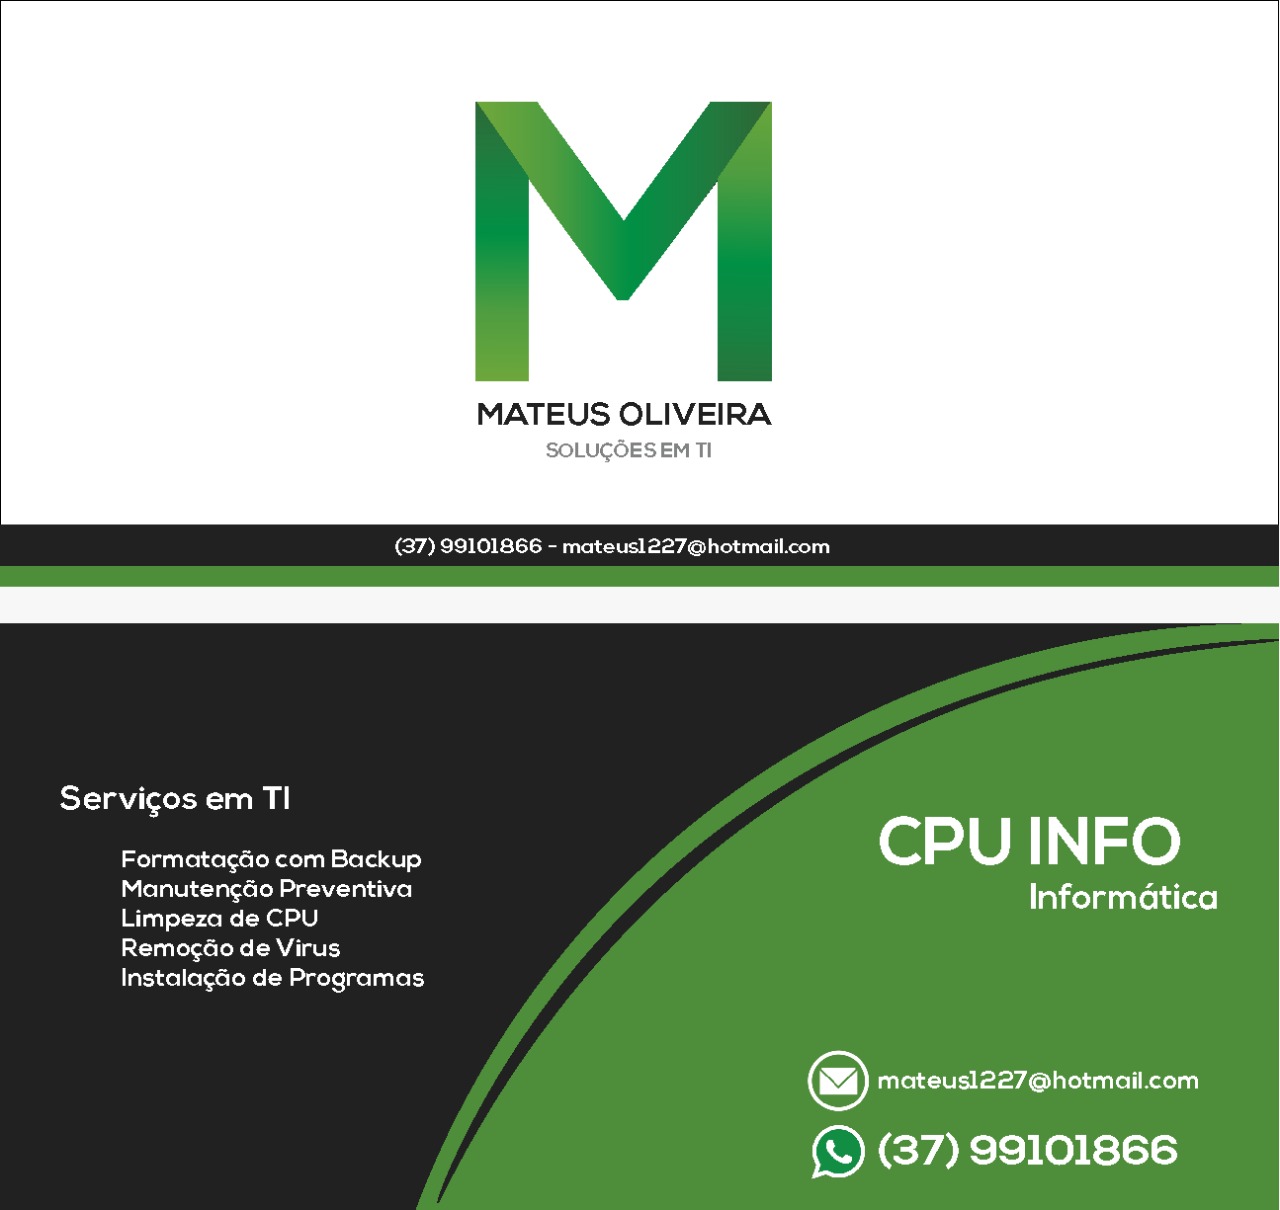 M
MATEUS OLIVEIRA
SOLUÇÕES EM TI
(37) 99101866 - mateus1227@hotmail.com
Serviços em TI
Formatação com Backup
Manutenção Preventiva
Limpeza de CPU
Remoção de Virus
Instalação de Programas
CPU INFO
Informática
mateus1227@hotmail.com
(37) 99101866